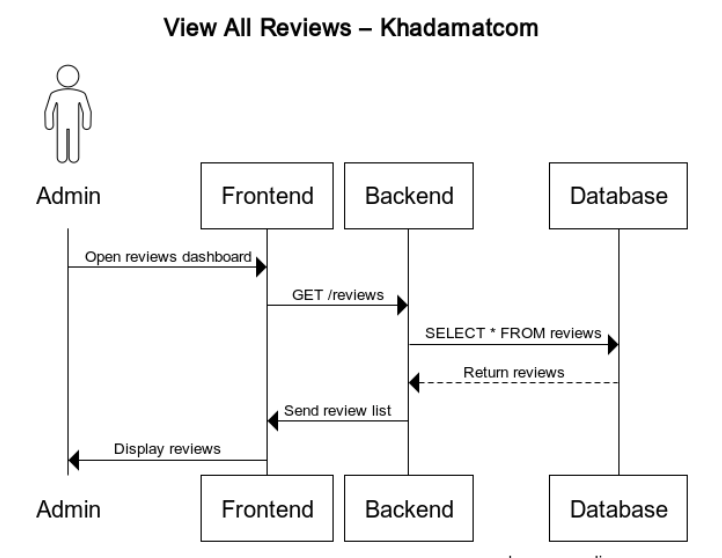 View All Reviews – Khadamatcom
Admin
Frontend
Backend
Database
Open reviews dashboard
GET /reviews
SELECT * FROM reviews
Return reviews
Send review list
Display reviews
Admin
Frontend
Backend
Database